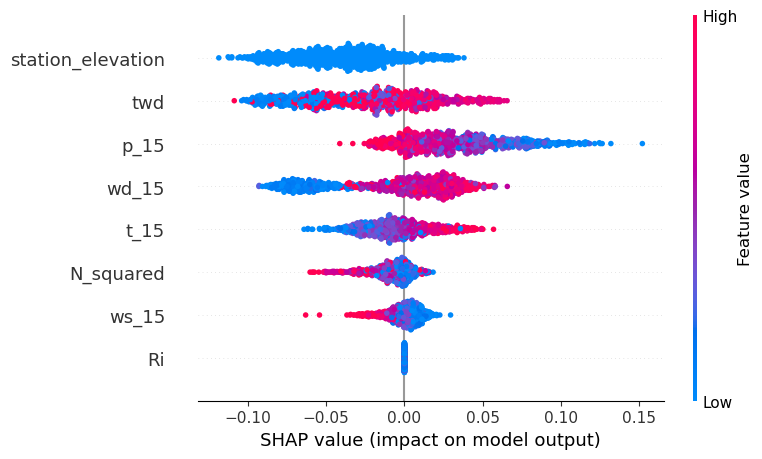 High
station_elevation
twd
p_15
wd_15
t_15
N_squared
ws_15
Ri
Feature value
Low
−0.10 −0.05 0.00 0.05 0.10 0.15
SHAP value (impact on model output)